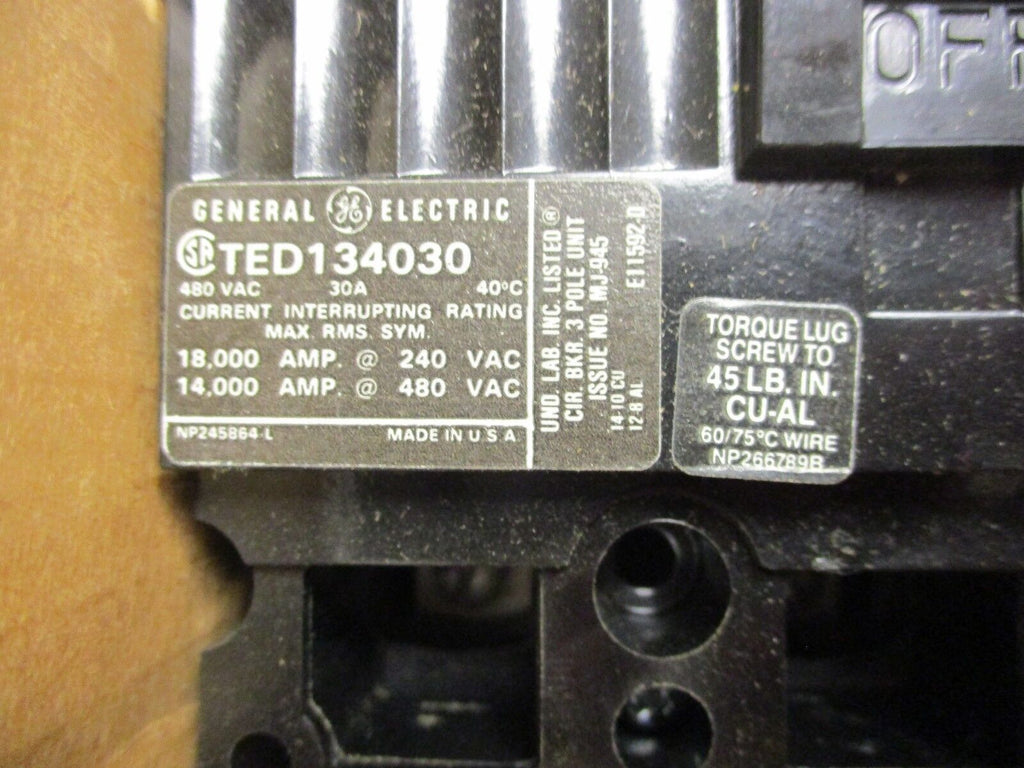 OFF
GENERAL GE ELECTRIC
SA TED134030
480 VAC 30A 40°C
CURRENT INTERRUPTING RATING
MAX. RMS. SYM.
18,000 AMP. @ 240 VAC
14,000 AMP. @ 480 VAC
NP245864-L MADE IN U S A
UND. LAB. INC. LISTED ®
CIR. BKR. 3 POLE UNIT
ISSUE NO. MJ-945
14-10 CU
12-8 AL E11592-D
TORQUE LUG
SCREW TO
45 LB. IN.
CU-AL
60/75°C WIRE
NP266789B